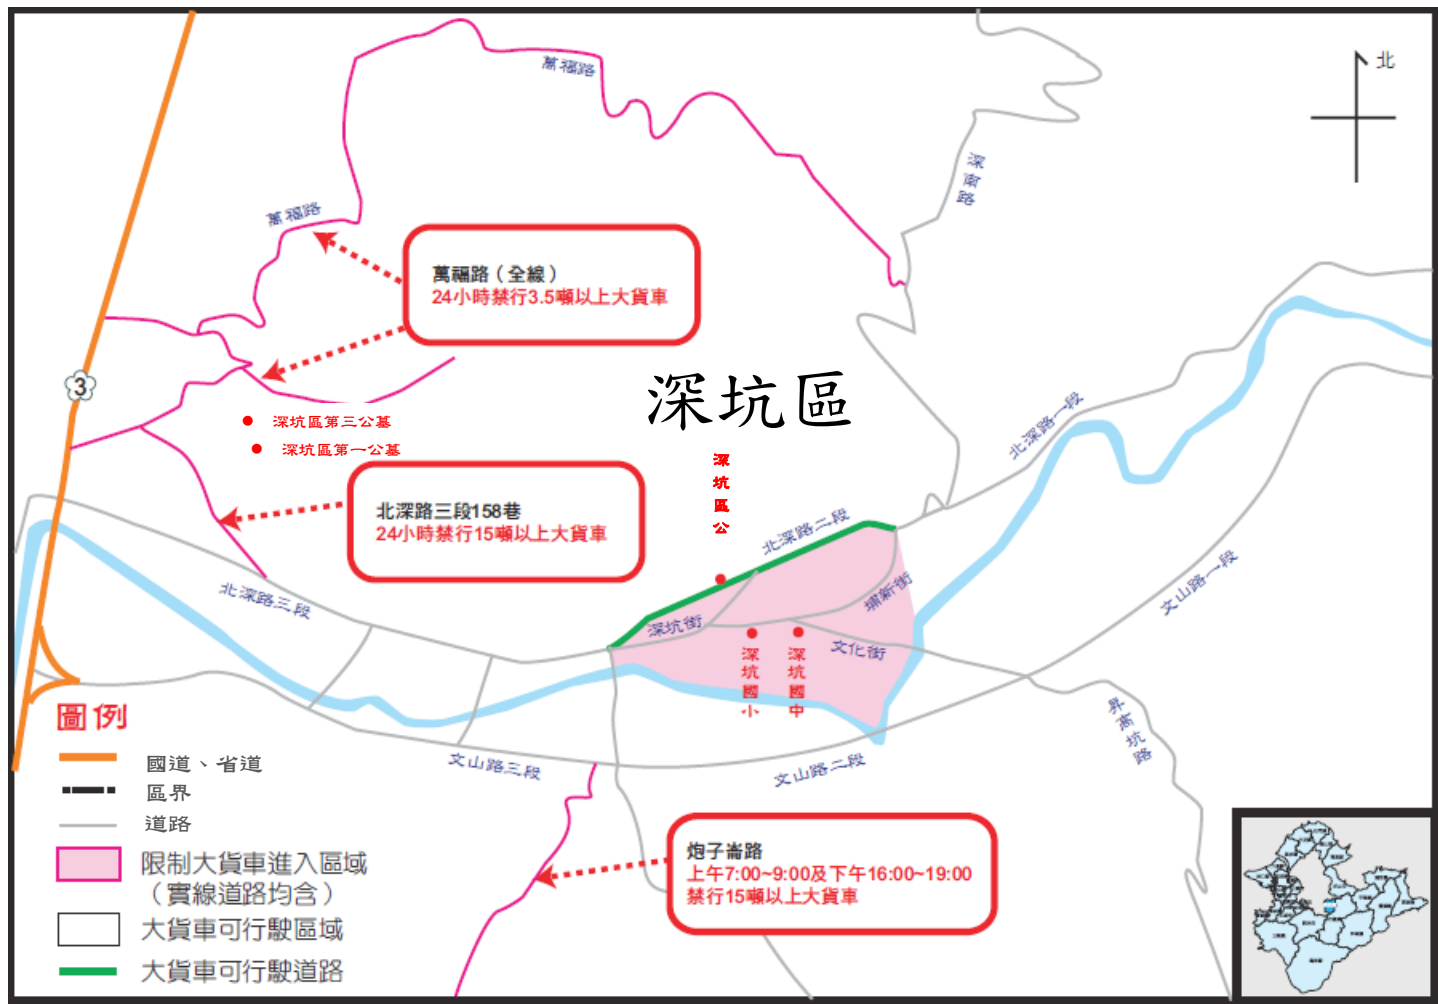 北
萬福路
深南路
萬福路
萬福路（全線）
24小時禁行3.5噸以上大貨車
3
深坑區
深坑區第三公墓
深坑區第一公墓
北深路一段
深坑區公
北深路三段158巷
24小時禁行15噸以上大貨車
北深路二段
北深路三段
埔新街
文山路一段
深坑街
文化街
深坑國小
深坑國中
昇高坑路
文山路三段
文山路二段
炮子崙路
上午7:00~9:00及下午16:00~19:00
禁行15噸以上大貨車
圖例
國道、省道
區界
道路
限制大貨車進入區域
（實線道路均含）
大貨車可行駛區域
大貨車可行駛道路